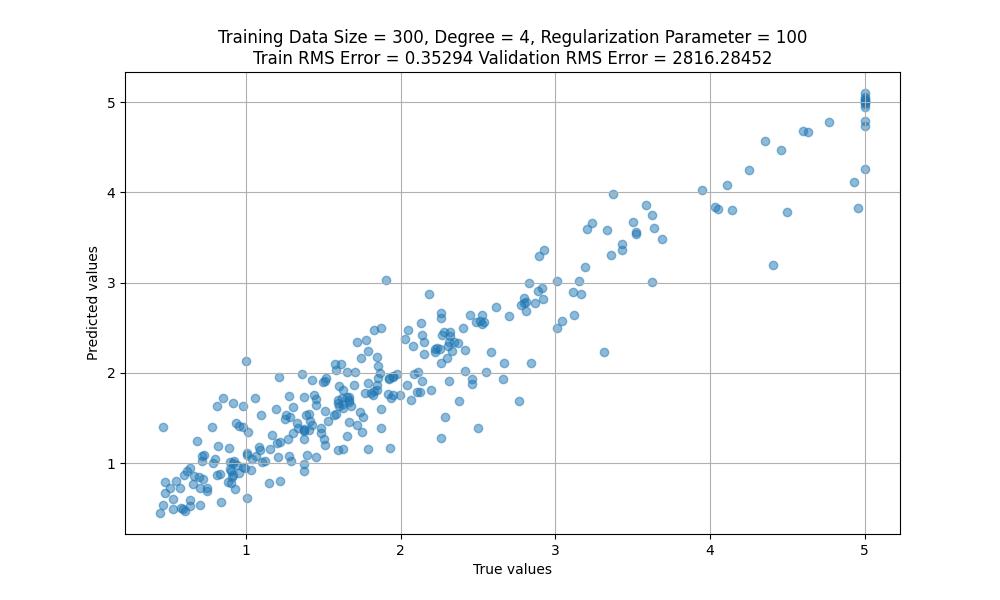 Training Data Size = 300, Degree = 4, Regularization Parameter = 100
Train RMS Error = 0.35294 Validation RMS Error = 2816.28452
5
4
3
2
1
Predicted values
1 2 3 4 5
True values